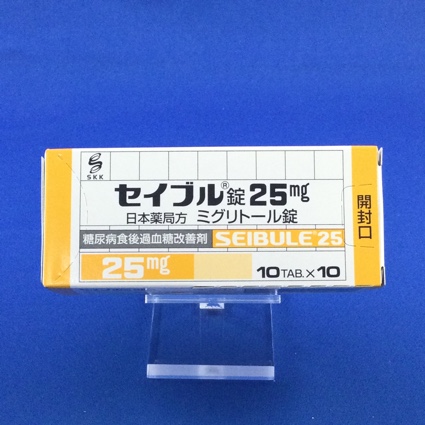 SKK
セイブル®錠25mg
日本薬局方 ミグリトール錠
糖尿病食後過血糖改善剤 SEIBULE 25
25mg
10TAB.×10
開封口